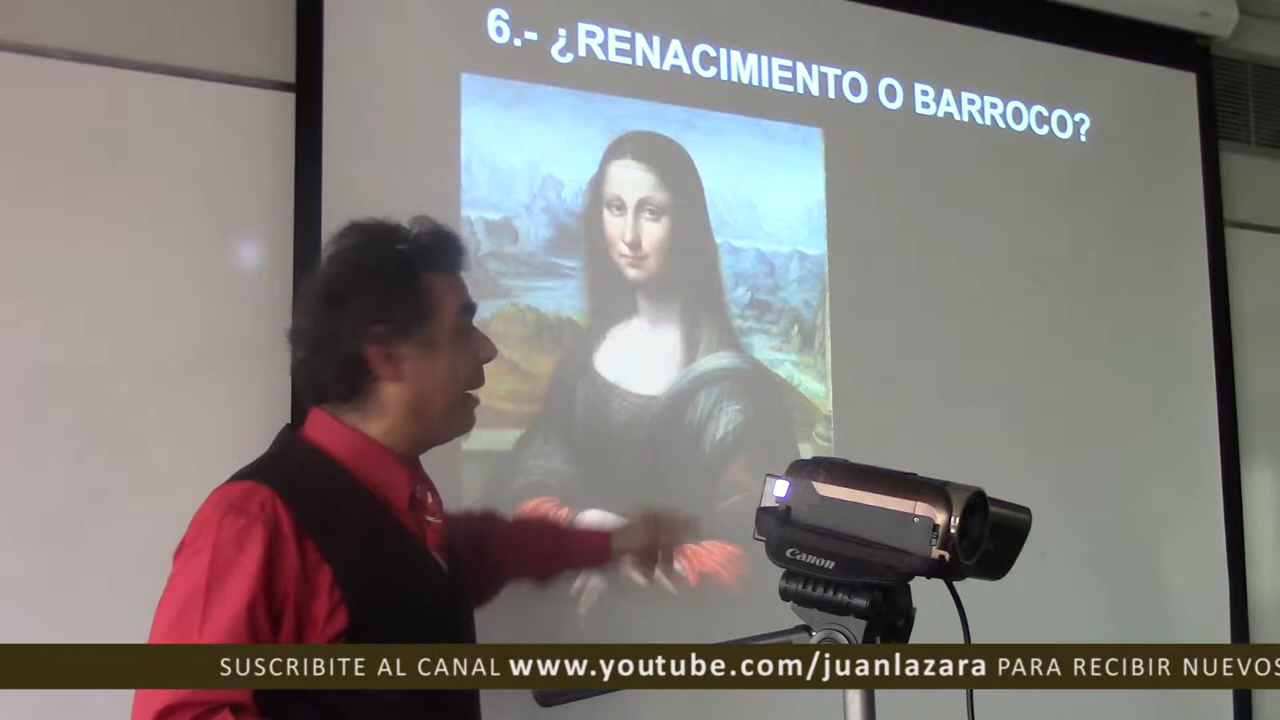 6.- ¿RENACIMIENTO O BARROCO?
Canon
SUSCRIBITE AL CANAL www.youtube.com/juanlazara PARA RECIBIR NUEVOS